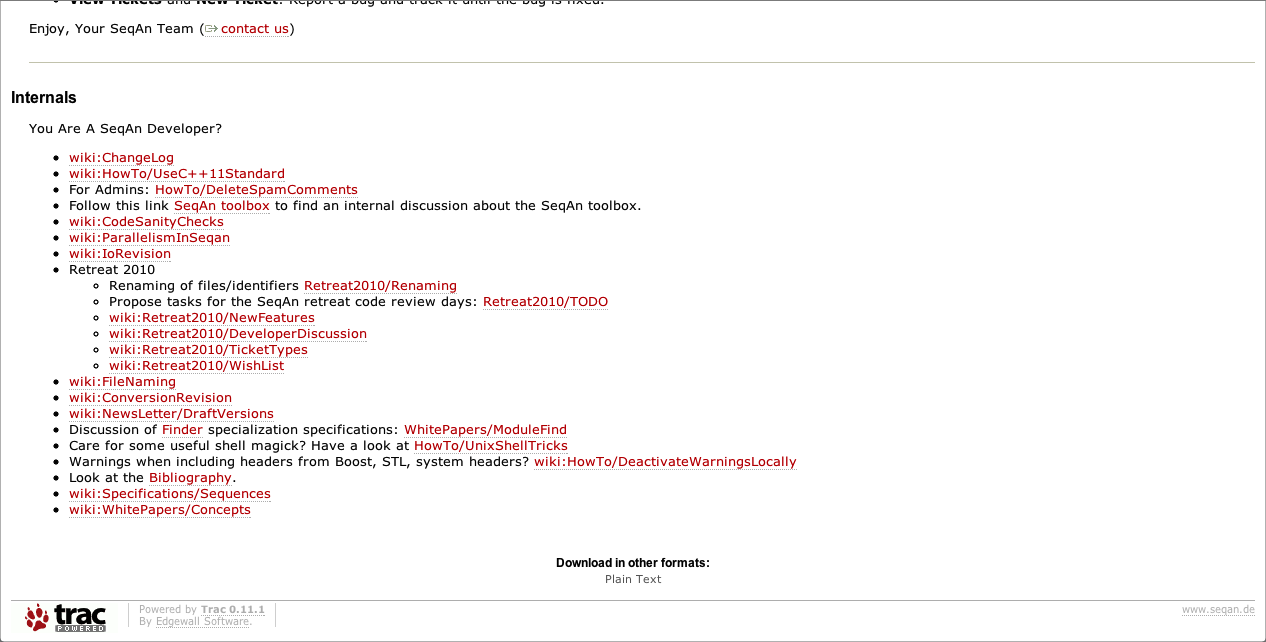 View Tickets and New Ticket: Report a bug and track it until the bug is fixed.
Enjoy, Your SeqAn Team (contact us)
Internals
You Are A SeqAn Developer?
wiki:ChangeLog
wiki:HowTo/UseC++11Standard
For Admins: HowTo/DeleteSpamComments
Follow this link SeqAn toolbox to find an internal discussion about the SeqAn toolbox.
wiki:CodeSanityChecks
wiki:ParallelismInSeqan
wiki:IoRevision
Retreat 2010
Renaming of files/identifiers Retreat2010/Renaming
Propose tasks for the SeqAn retreat code review days: Retreat2010/TODO
wiki:Retreat2010/NewFeatures
wiki:Retreat2010/DeveloperDiscussion
wiki:Retreat2010/TicketTypes
wiki:Retreat2010/WishList
wiki:FileNaming
wiki:ConversionRevision
wiki:NewsLetter/DraftVersions
Discussion of Finder specialization specifications: WhitePapers/ModuleFind
Care for some useful shell magick? Have a look at HowTo/UnixShellTricks
Warnings when including headers from Boost, STL, system headers? wiki:HowTo/DeactivateWarningsLocally
Look at the Bibliography.
wiki:Specifications/Sequences
wiki:WhitePapers/Concepts
Download in other formats:
Plain Text
trac
POWERED
Powered by Trac 0.11.1
By Edgewall Software.
www.seqan.de